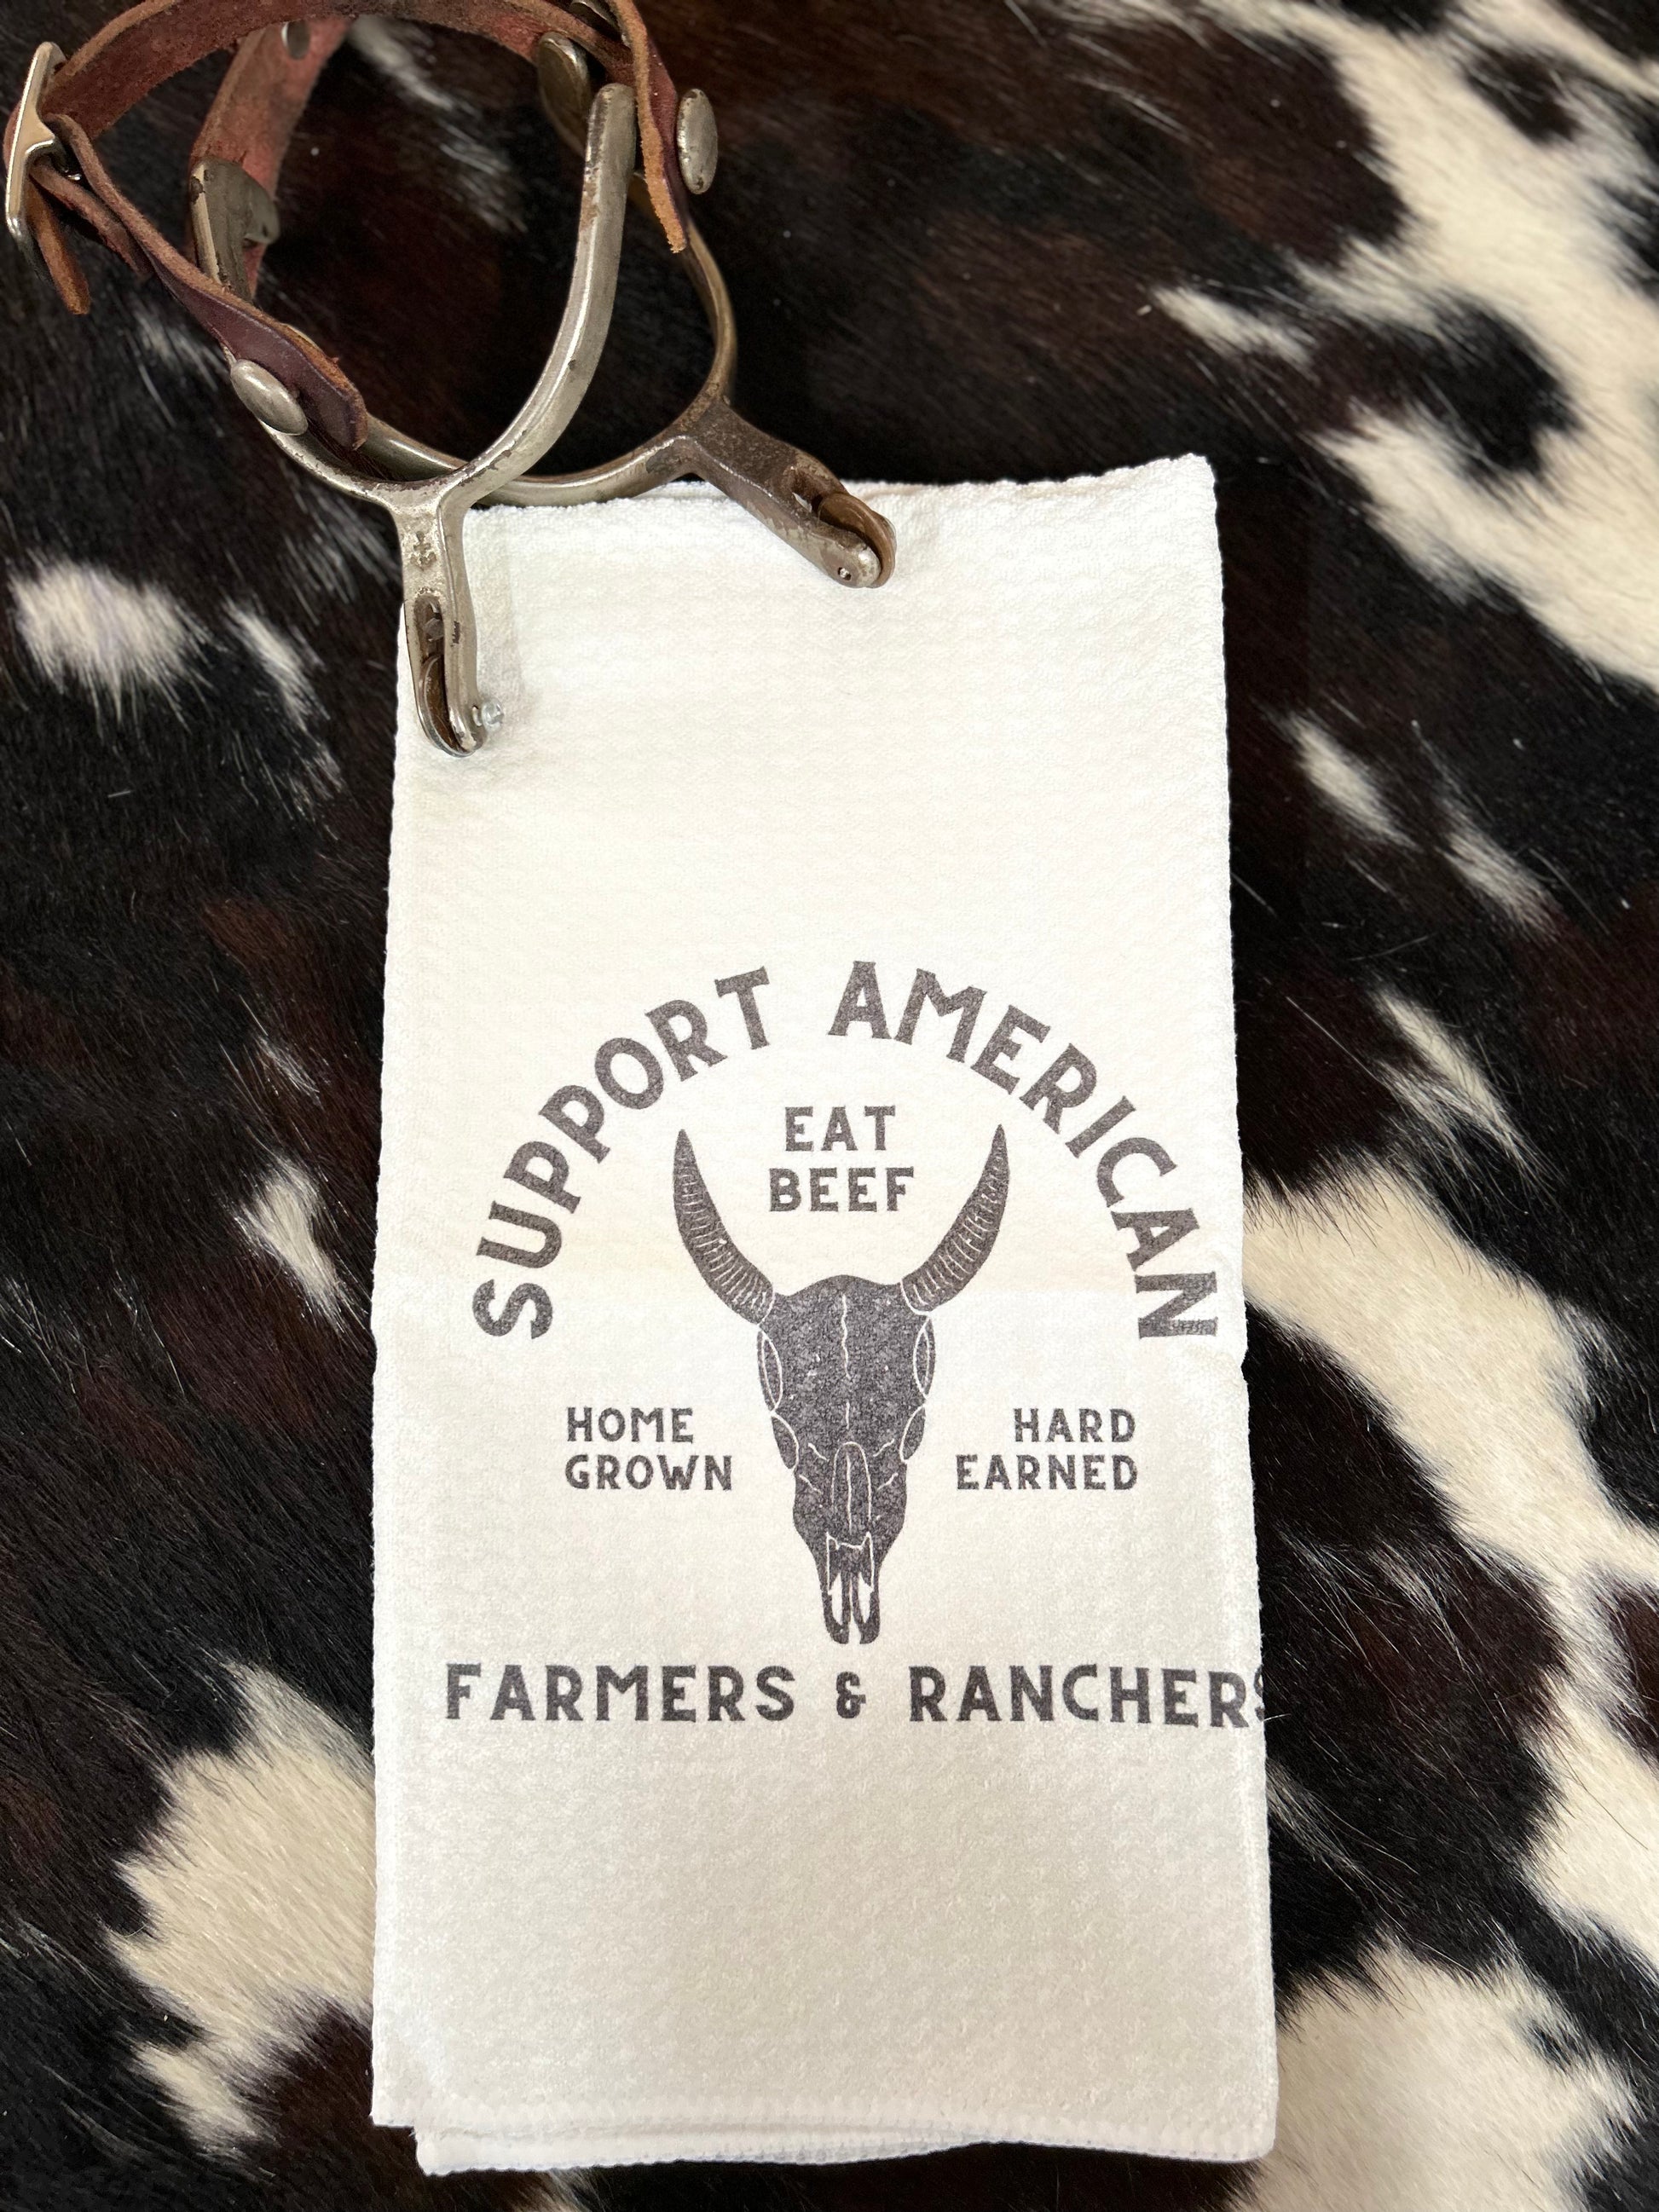 SUPPORT AMERICAN
EAT
BEEF
HOME
GROWN
HARD
EARNED
FARMERS & RANCHERS